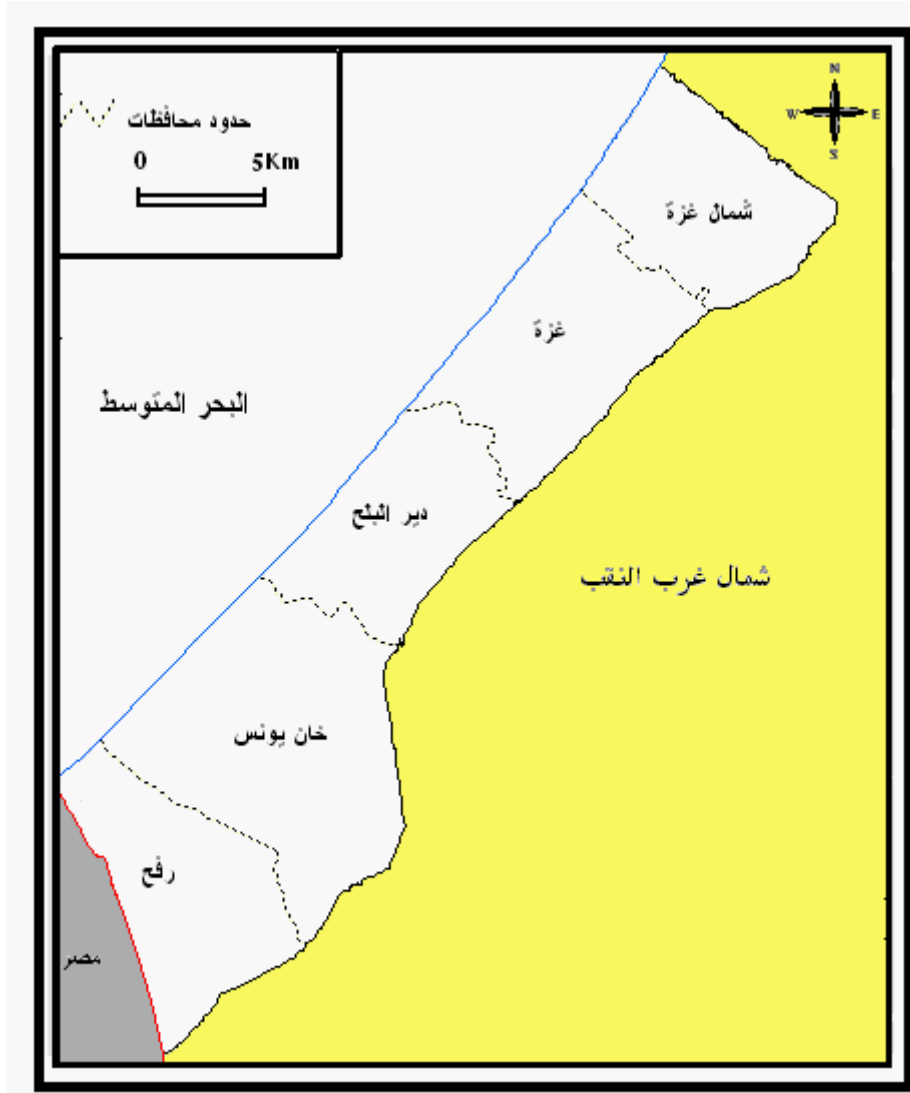 حدود محافظات
0 5Km
N
W E
S
شمال غزة
غزة
البحر المتوسط
دير البلح
شمال غرب النقب
خان يونس
رفح
مصر